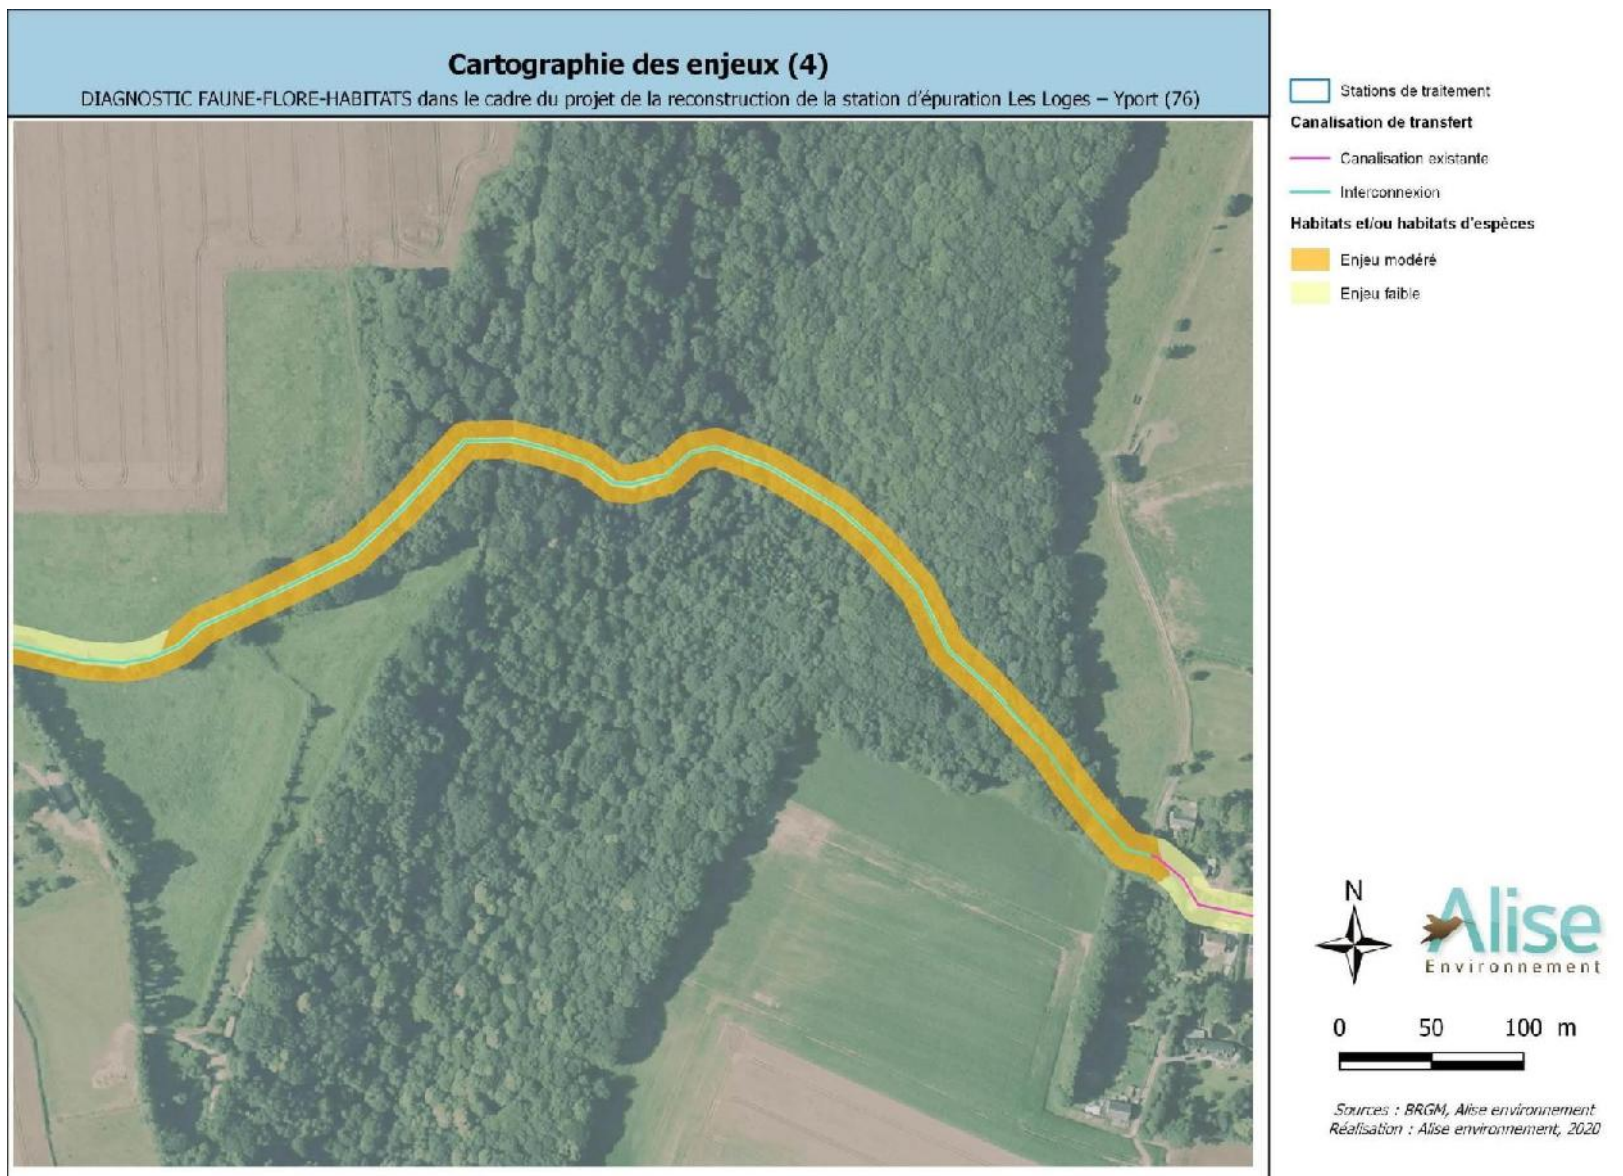 Cartographie des enjeux (4)
DIAGNOSTIC FAUNE-FLORE-HABITATS dans le cadre du projet de la reconstruction de la station d'épuration Les Loges – Yport (76)
Stations de traitement
Canalisation de transfert
Canalisation existante
Interconnexion
Habitats et/ou habitats d'espèces
Enjeu modéré
Enjeu faible
N
Alise
Environnement
0 50 100 m
Sources : BRGM, Alise environnement
Réalisation : Alise environnement, 2020